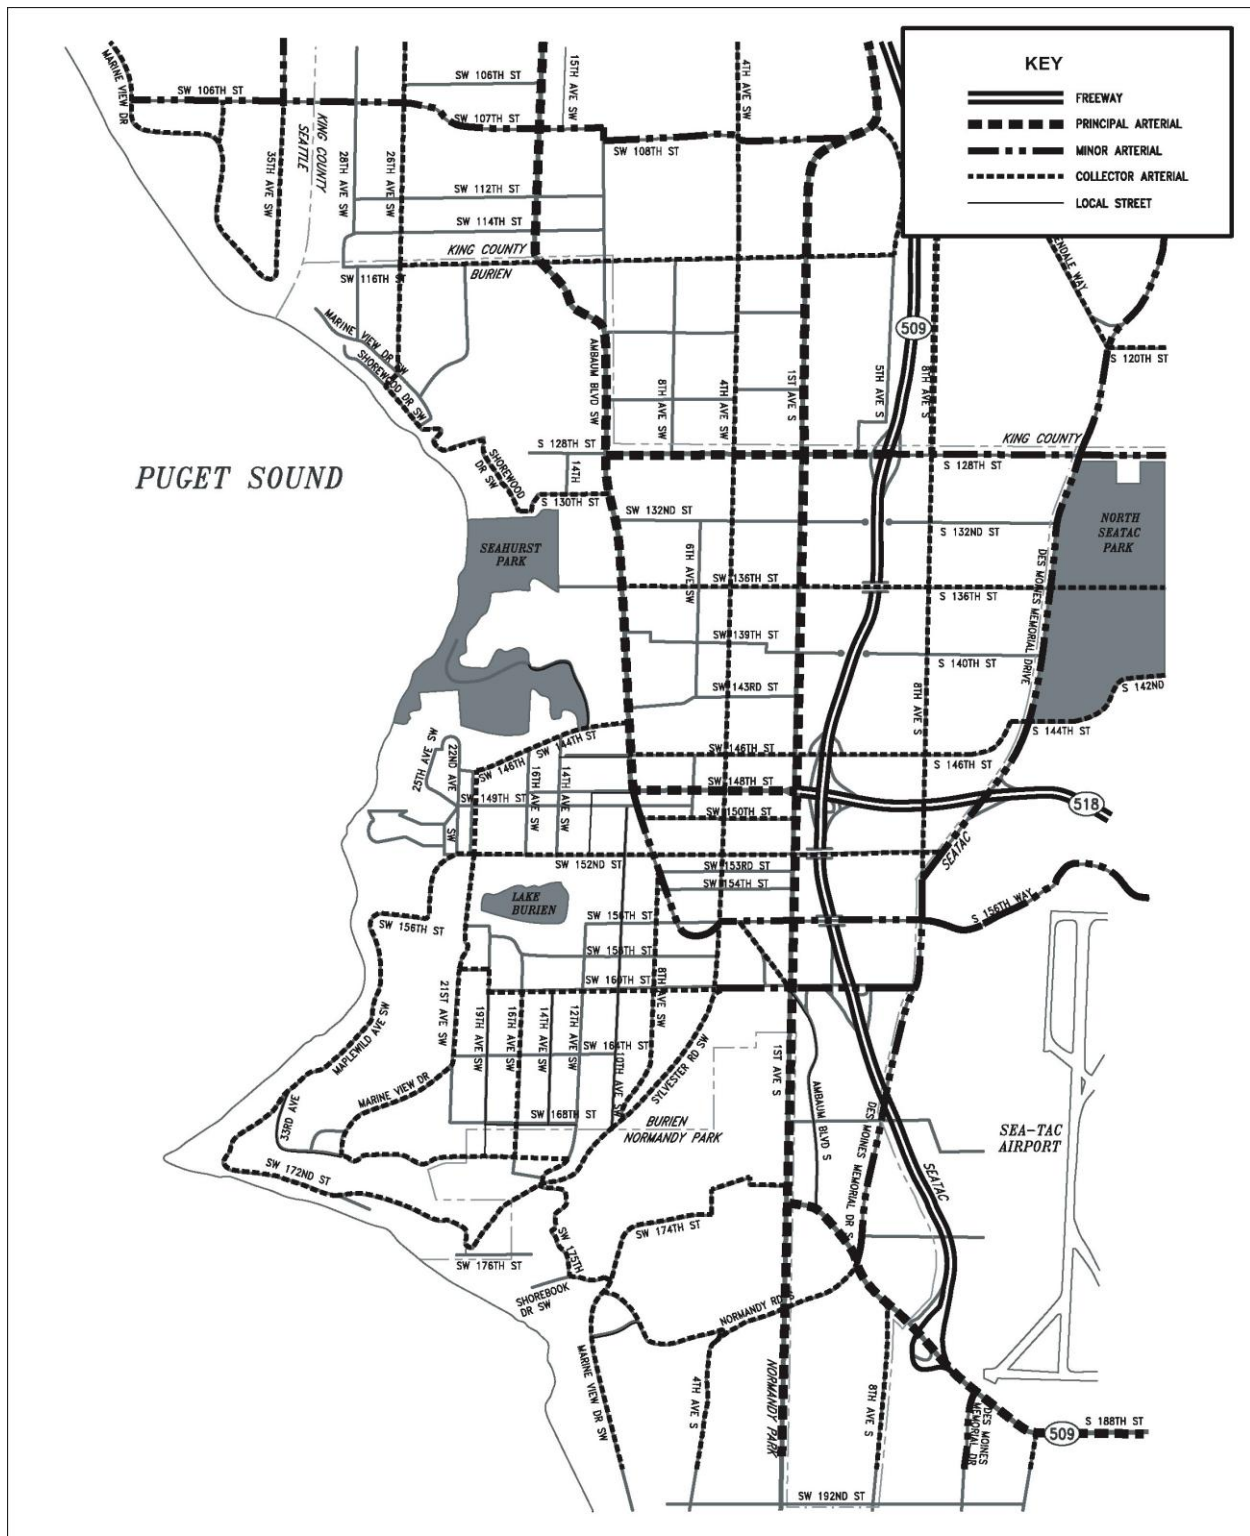 KEY
FREEWAY
PRINCIPAL ARTERIAL
MINOR ARTERIAL
COLLECTOR ARTERIAL
LOCAL STREET
MARINE VIEW DR
SW 106TH ST
35TH AVE SW
KING COUNTY
SEATTLE
28TH AVE SW
26TH AVE SW
SW 106TH ST
15TH AVE SW
SW 107TH ST
4TH AVE SW
SW 108TH ST
SW 112TH ST
SW 114TH ST
KING COUNTY
BURIEN
SW 116TH ST
ENDALE WAY
509
S 120TH ST
MARINE VIEW DR SW
SHOREWOOD DR SW
AMBAUM BLVD SW
8TH AVE SW
4TH AVE SW
1ST AVE S
5TH AVE S
8TH AVE S
KING COUNTY
S 128TH ST
S 128TH ST
PUGET SOUND
SHOREWOOD
DR SW
14TH
S 130TH ST
SW 132ND ST
S 132ND ST
NORTH
SEATAC
PARK
SEAHURST
PARK
6TH AVE SW
SW 136TH ST
S 136TH ST
DES MOINES MEMORIAL DRIVE
SW 139TH ST
S 140TH ST
SW 143RD ST
8TH AVE S
S 142ND
S 144TH ST
25TH AVE SW
22ND AVE
SW
SW 146TH
SW 144TH ST
SW 146TH ST
S 146TH ST
16TH AVE SW
14TH AVE SW
SW 148TH ST
SW 149TH ST
SW 150TH ST
518
SEATAC
SW 152ND ST
SW 153RD ST
SW 154TH ST
LAKE
BURIEN
SW 156TH ST
SW 156TH ST
S 156TH WAY
SW 158TH ST
SW 160TH ST
8TH AVE SW
MAPLEWILD AVE SW
21ST AVE SW
19TH AVE SW
16TH AVE SW
14TH AVE SW
12TH AVE SW
10TH AVE SW
SW 164TH ST
SYLVESTER RD SW
1ST AVE S
AMBAUM BLVD S
DES MOINES MEMORIAL DR S
33RD AVE
MARINE VIEW DR
SW 168TH ST
BURIEN
NORMANDY PARK
SEA-TAC
AIRPORT
SEATAC
SW 172ND ST
SW 174TH ST
SW 175TH
SW 176TH ST
SHOREBOOK
DR SW
NORMANDY RD
MARINE VIEW DR SW
4TH AVE S
NORMANDY PARK
8TH AVE S
DES MOINES
MEMORIAL DR
509
S 188TH ST
SW 192ND ST